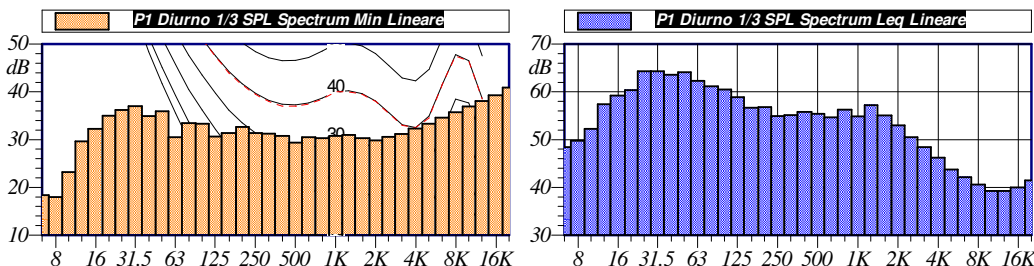 P1 Diurno 1/3 SPL Spectrum Min Lineare
50
dB
40
30
20
10
40
30
8 16 31.5 63 125 250 500 1K 2K 4K 8K 16K
P1 Diurno 1/3 SPL Spectrum Leq Lineare
70
dB
60
50
40
30
8 16 31.5 63 125 250 500 1K 2K 4K 8K 16K